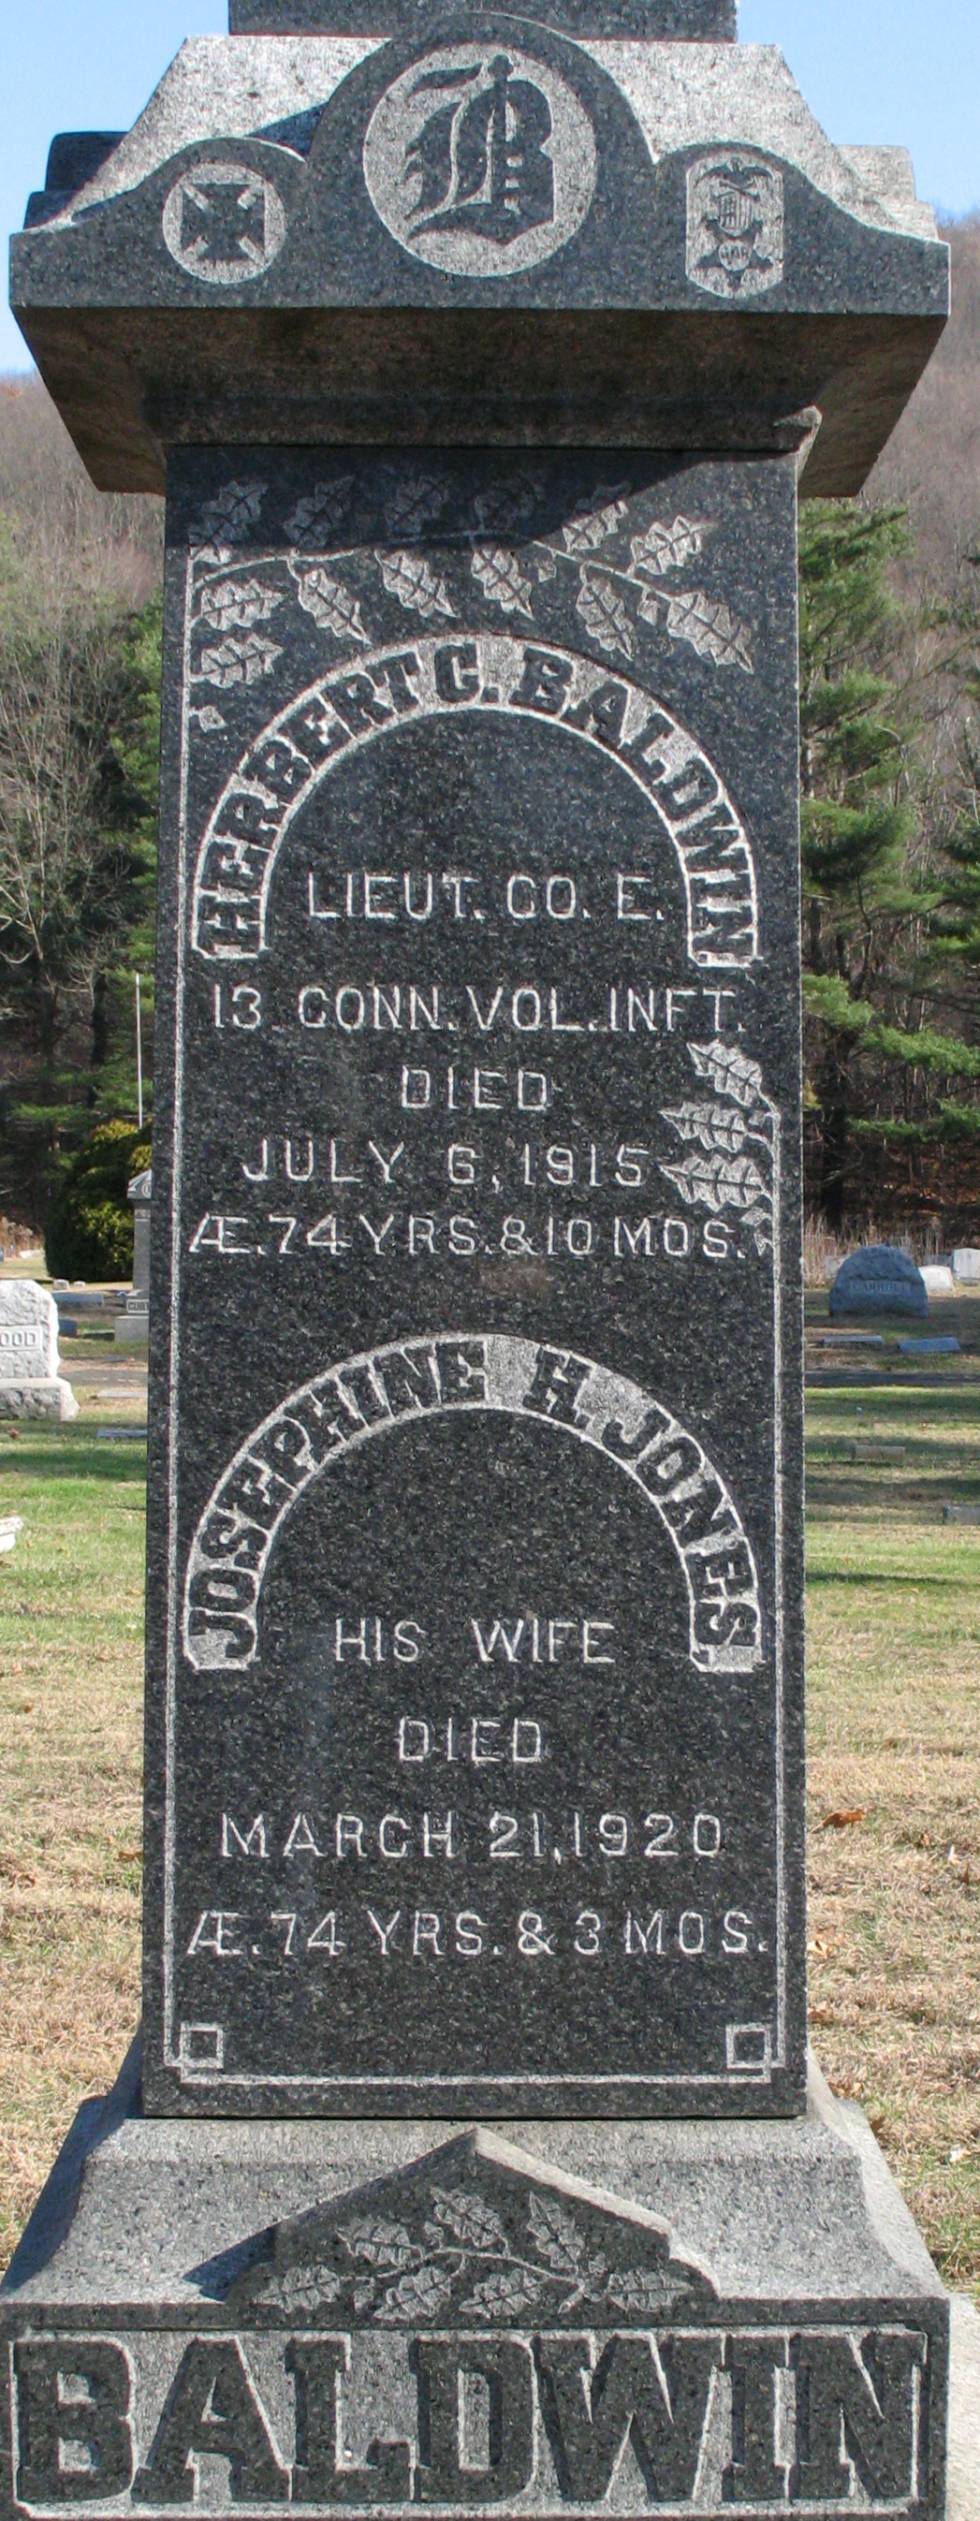 B
HERBERT C. BALDWIN
LIEUT. CO. E.
13 CONN. VOL. INFT.
DIED
JULY 6, 1915
Æ. 74 YRS. & 10 MOS.
JOSEPHINE H. JONES.
HIS WIFE
DIED
MARCH 21, 1920
Æ. 74 YRS. & 3 MOS.
BALDWIN
OOD